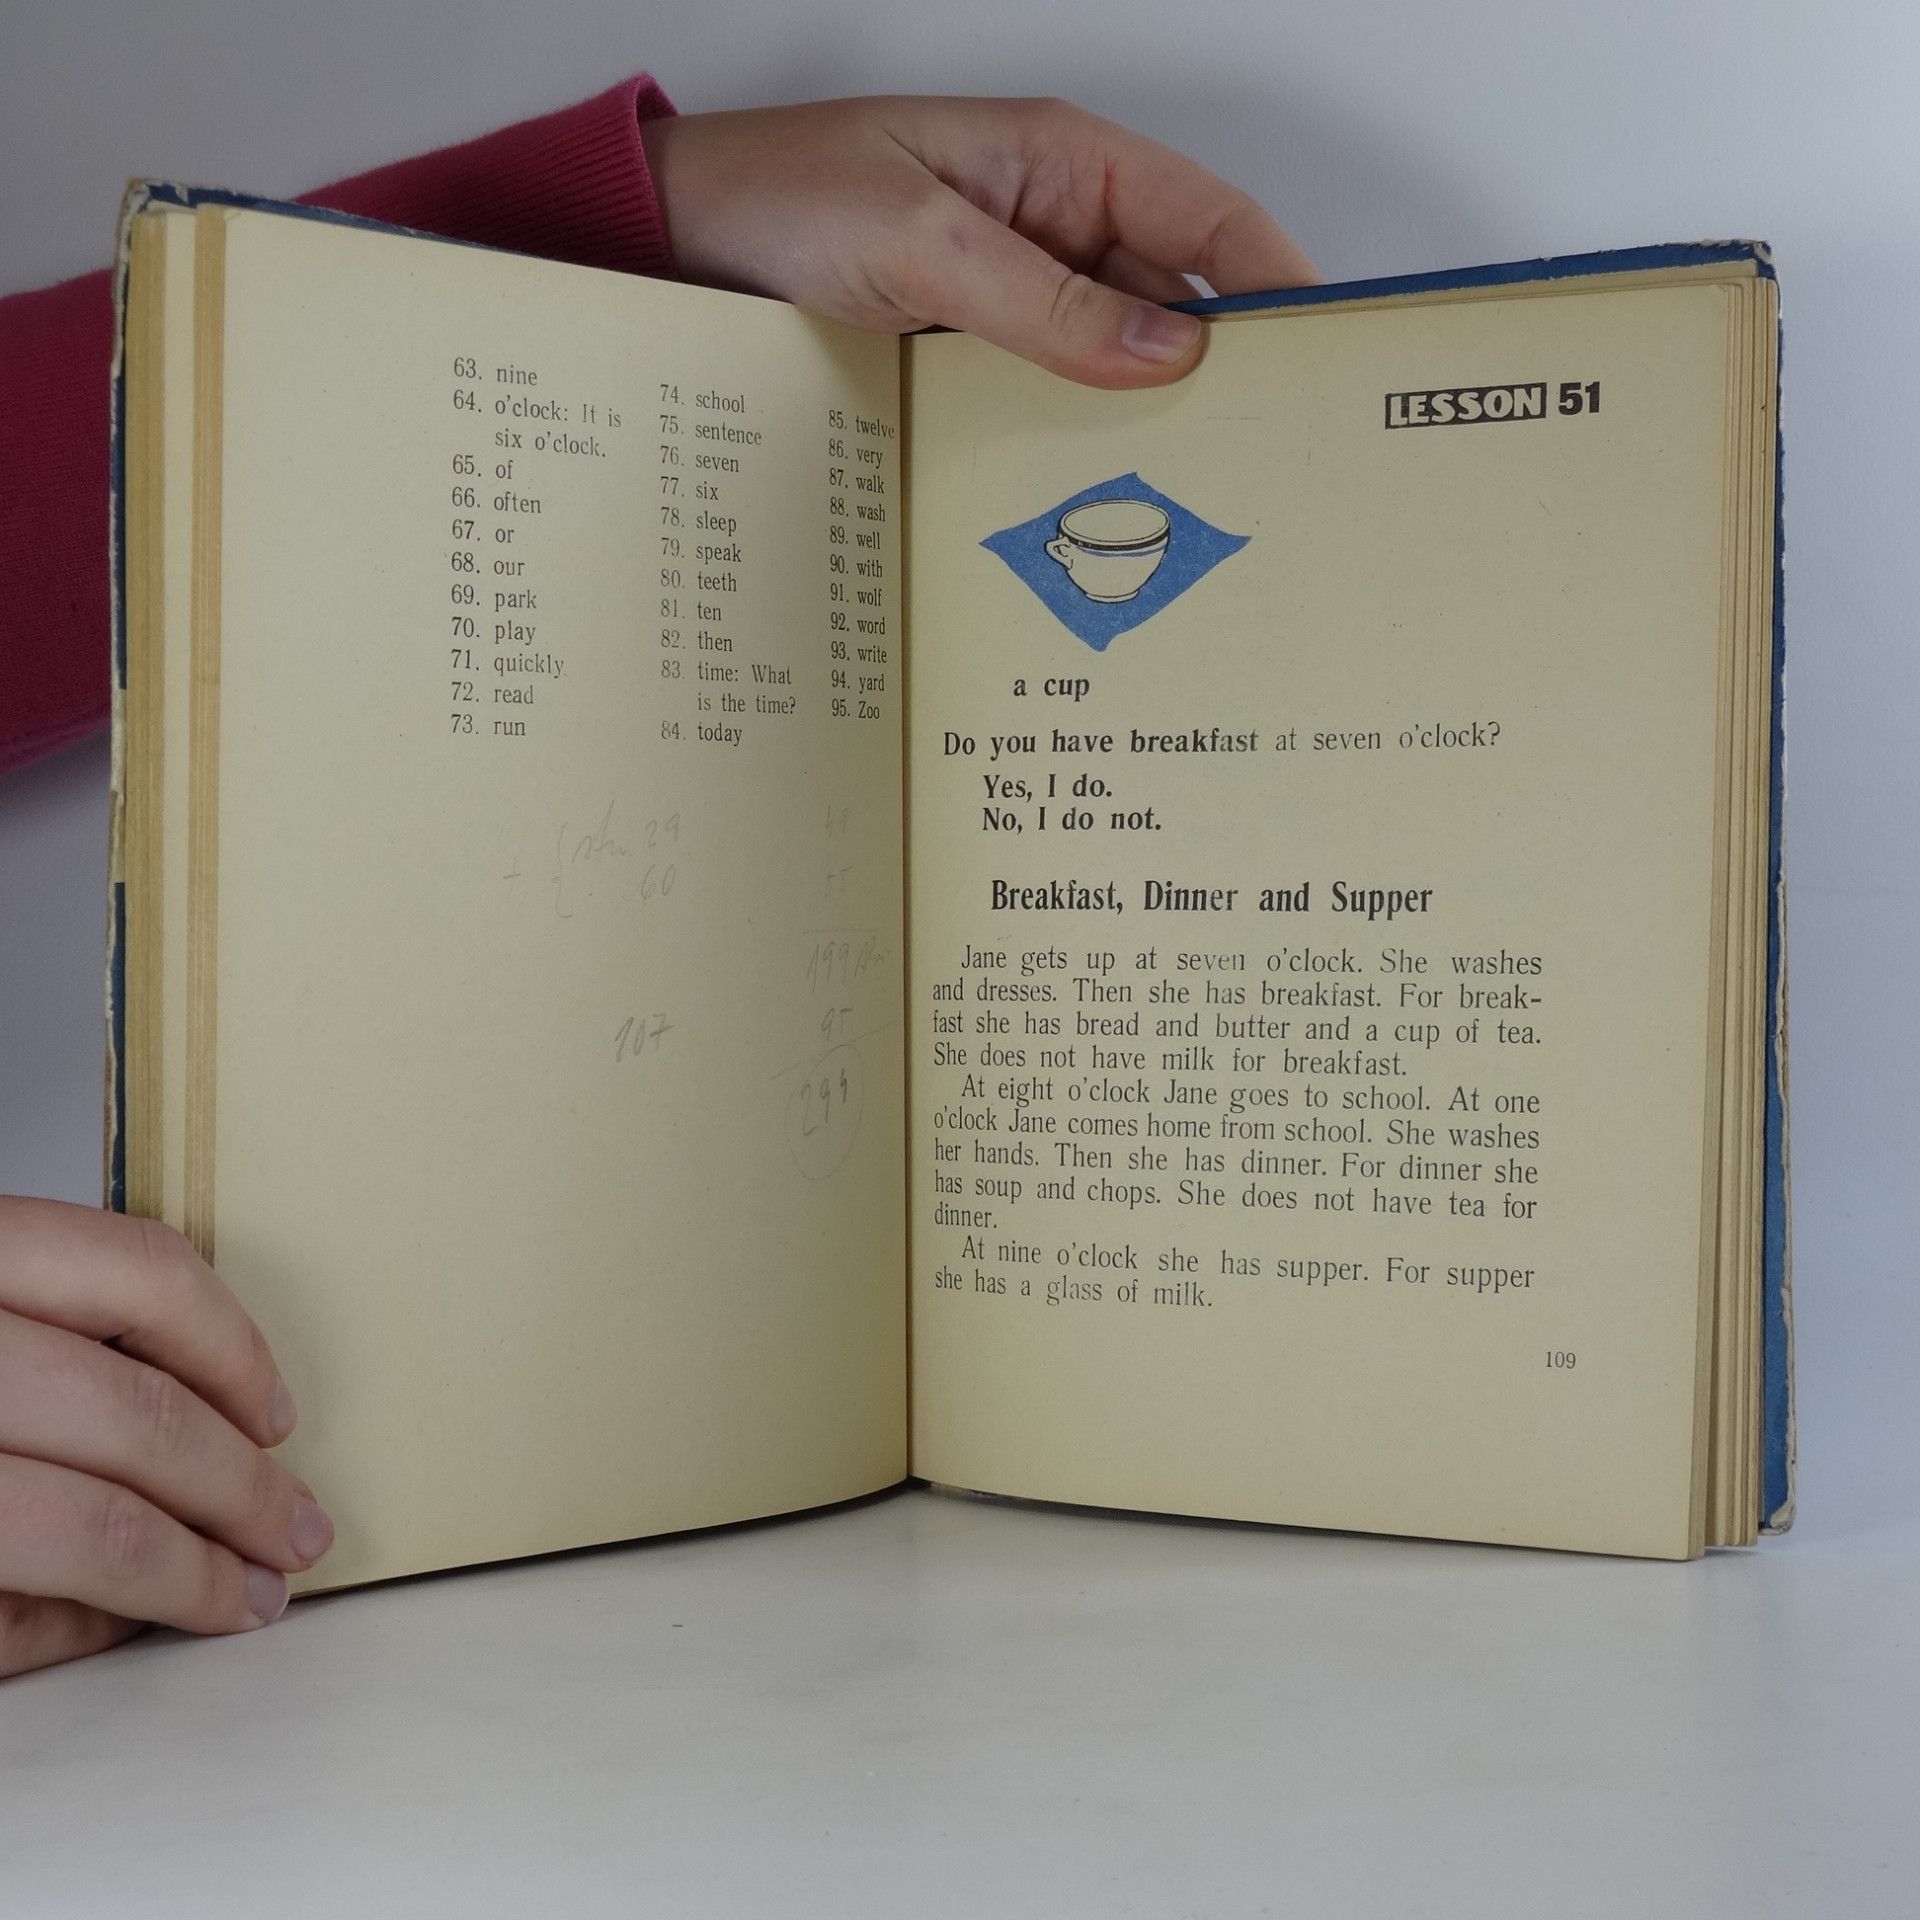 63. nine
64. o'clock: It is
six o'clock.
65. of
66. often
67. or
68. our
69. park
70. play
71. quickly
72. read
73. run
74. school
75. sentence
76. seven
77. six
78. sleep
79. speak
80. teeth
81. ten
82. then
83. time: What
is the time?
84. today
85. twelve
86. very
87. walk
88. wash
89. well
90. with
91. wolf
92. word
93. write
94. yard
95. Zoo
29
60
107
95
294
LESSON 51
a cup
Do you have breakfast at seven o'clock?
Yes, I do.
No, I do not.
Breakfast, Dinner and Supper
Jane gets up at seven o'clock. She washes
and dresses. Then she has breakfast. For break-
fast she has bread and butter and a cup of tea.
She does not have milk for breakfast.
At eight o'clock Jane goes to school. At one
o'clock Jane comes home from school. She washes
her hands. Then she has dinner. For dinner she
has soup and chops. She does not have tea for
dinner.
At nine o'clock she has supper. For supper
she has a glass of milk.
109